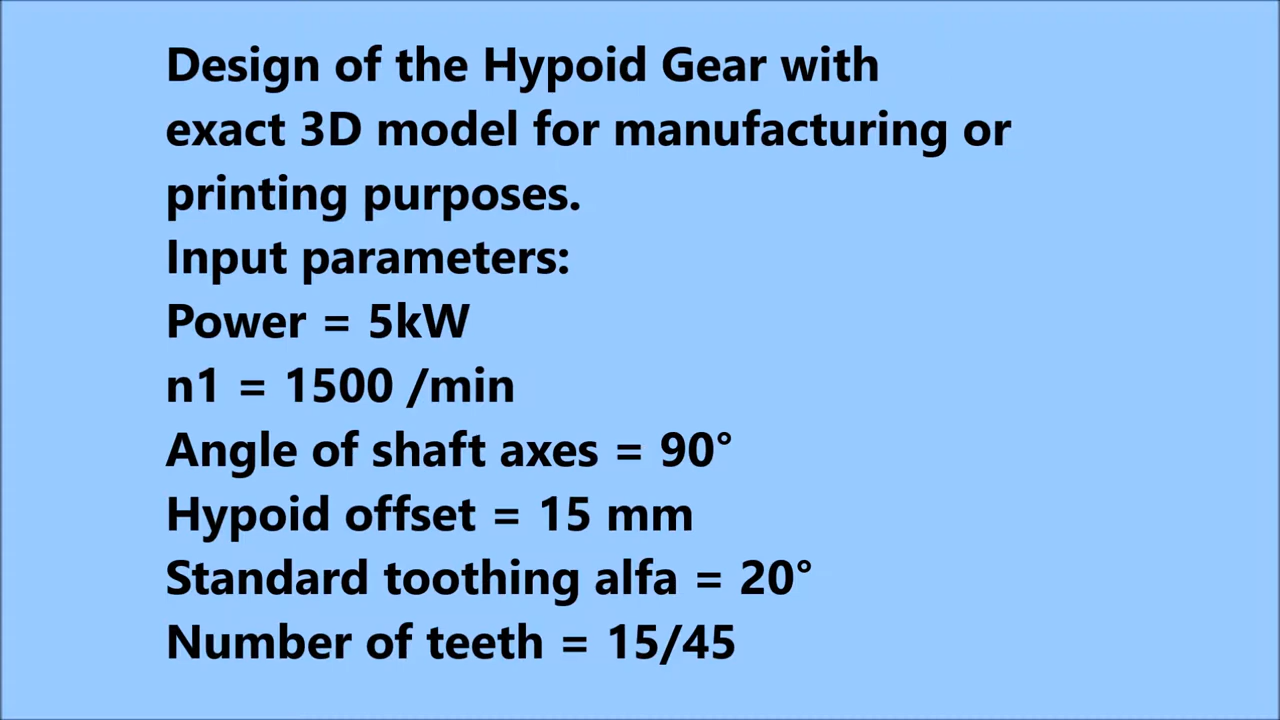 Design of the Hypoid Gear with
exact 3D model for manufacturing or
printing purposes.
Input parameters:
Power = 5kW
n1 = 1500 /min
Angle of shaft axes = 90°
Hypoid offset = 15 mm
Standard toothing alfa = 20°
Number of teeth = 15/45